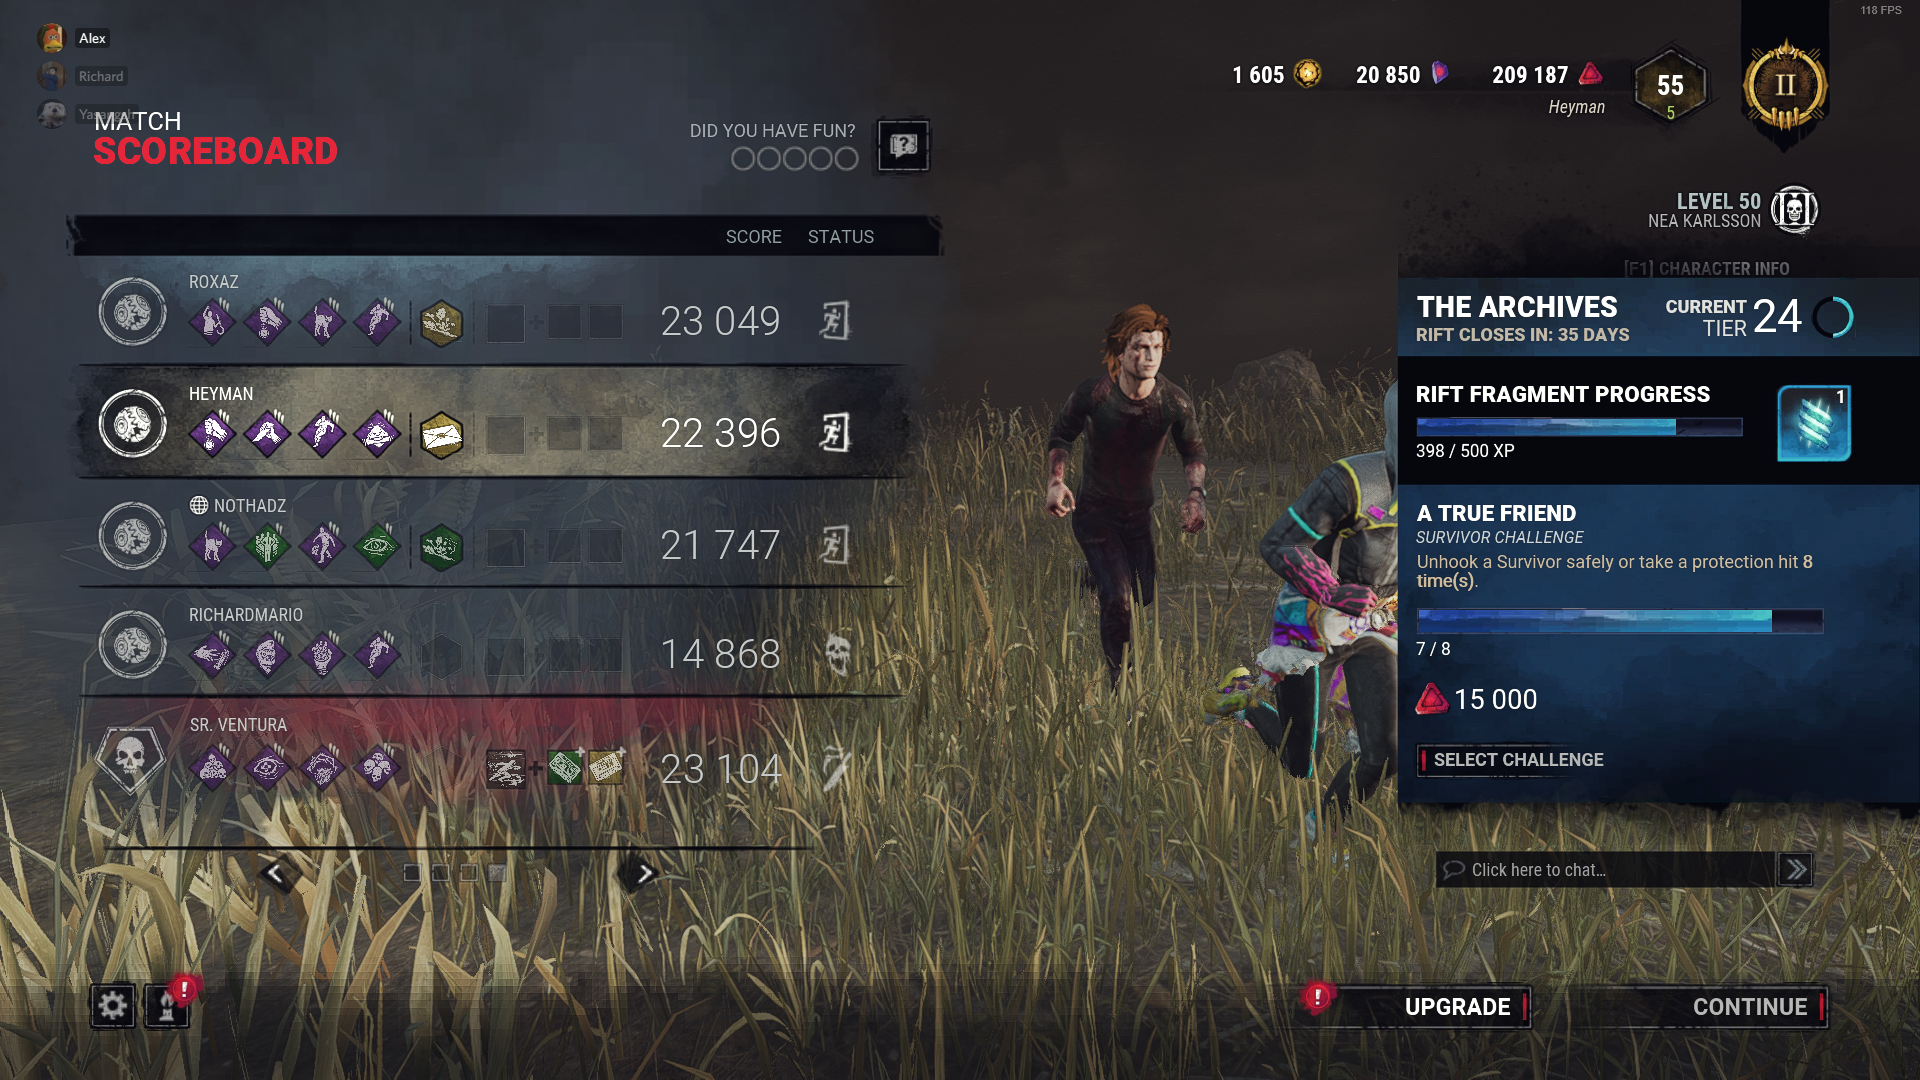 118 FPS
Alex
Richard
MATCH
SCOREBOARD
DID YOU HAVE FUN?
1 605
20 850
209 187
Heyman
55
5
II
LEVEL 50
NEA KARLSSON
[F1] CHARACTER INFO
SCORE STATUS
ROXAZ
23 049
HEYMAN
22 396
NOTHADZ
21 747
RICHARDMARIO
14 868
SR. VENTURA
23 104
THE ARCHIVES
RIFT CLOSES IN: 35 DAYS
CURRENT
TIER 24
RIFT FRAGMENT PROGRESS
1
398 / 500 XP
A TRUE FRIEND
SURVIVOR CHALLENGE
Unhook a Survivor safely or take a protection hit 8
time(s).
7 / 8
15 000
SELECT CHALLENGE
Click here to chat...
UPGRADE
CONTINUE